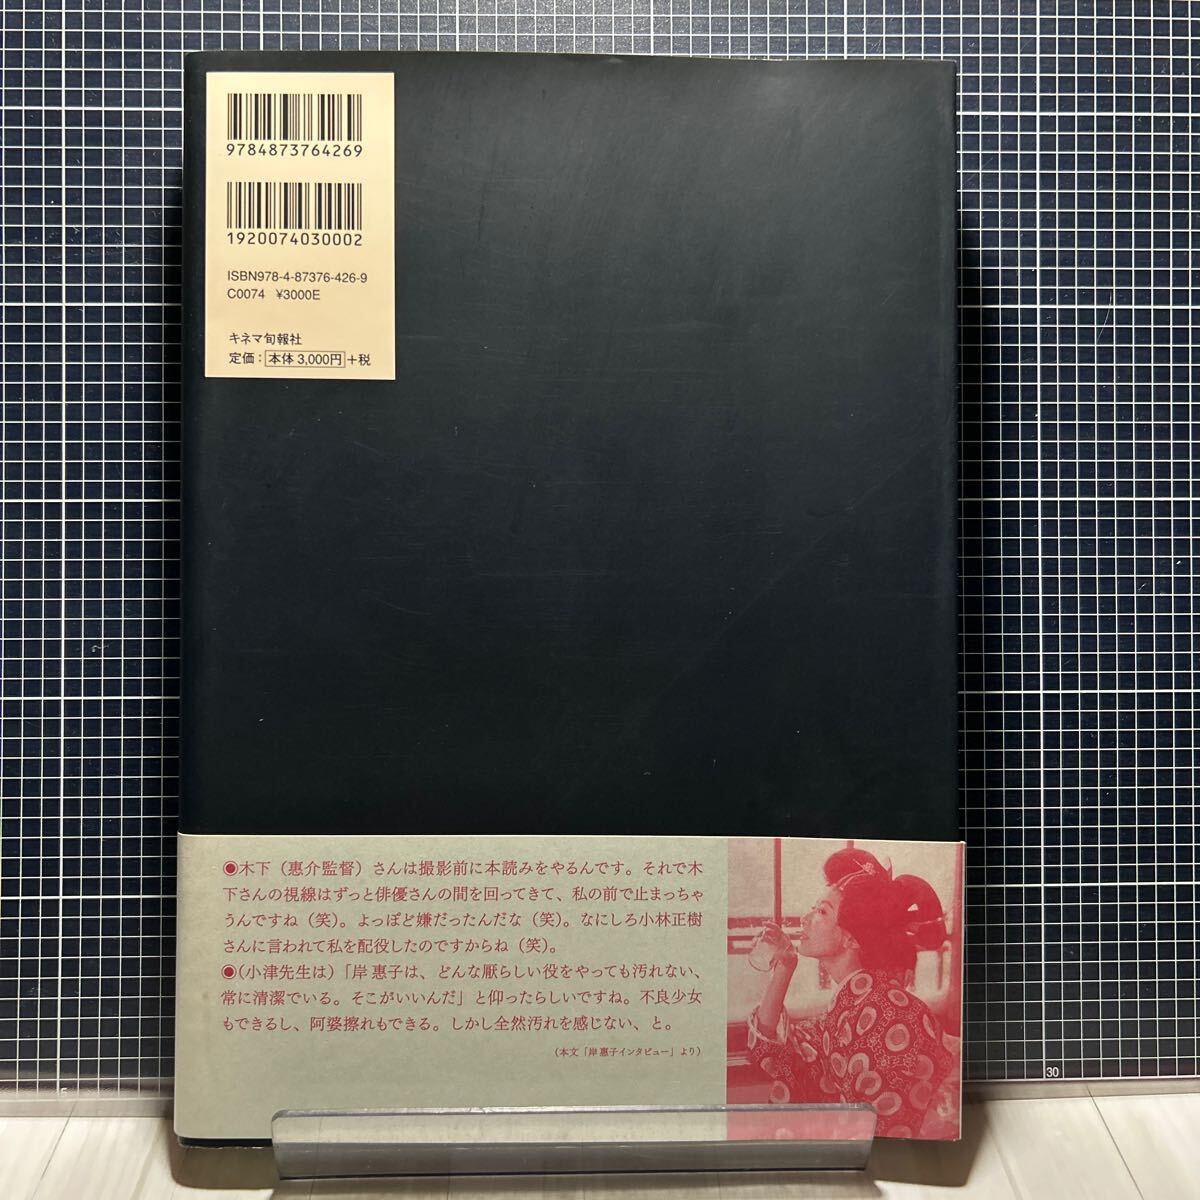 9784873764269
1920074030002
ISBN978-4-87376-426-9
C0074 ¥3000E
キネマ旬報社
定価：本体3,000円+税
◉木下（惠介監督）さんは撮影前に本読みをやるんです。それで木
下さんの視線はずっと俳優さんの間を回ってきて、私の前で止まっちゃ
うんですね（笑）。よっぽど嫌だったんだな（笑）。なにしろ小林正樹
さんに言われて私を配役したのですからね（笑）。
◉（小津先生は）「岸 惠子は、どんな厭らしい役をやっても汚れない、
常に清潔でいる。そこがいいんだ」と仰ったらしいですね。不良少女
もできるし、阿婆擦れもできる。しかし全然汚れを感じない、と。
（本文「岸 惠子インタビュー」より）
30